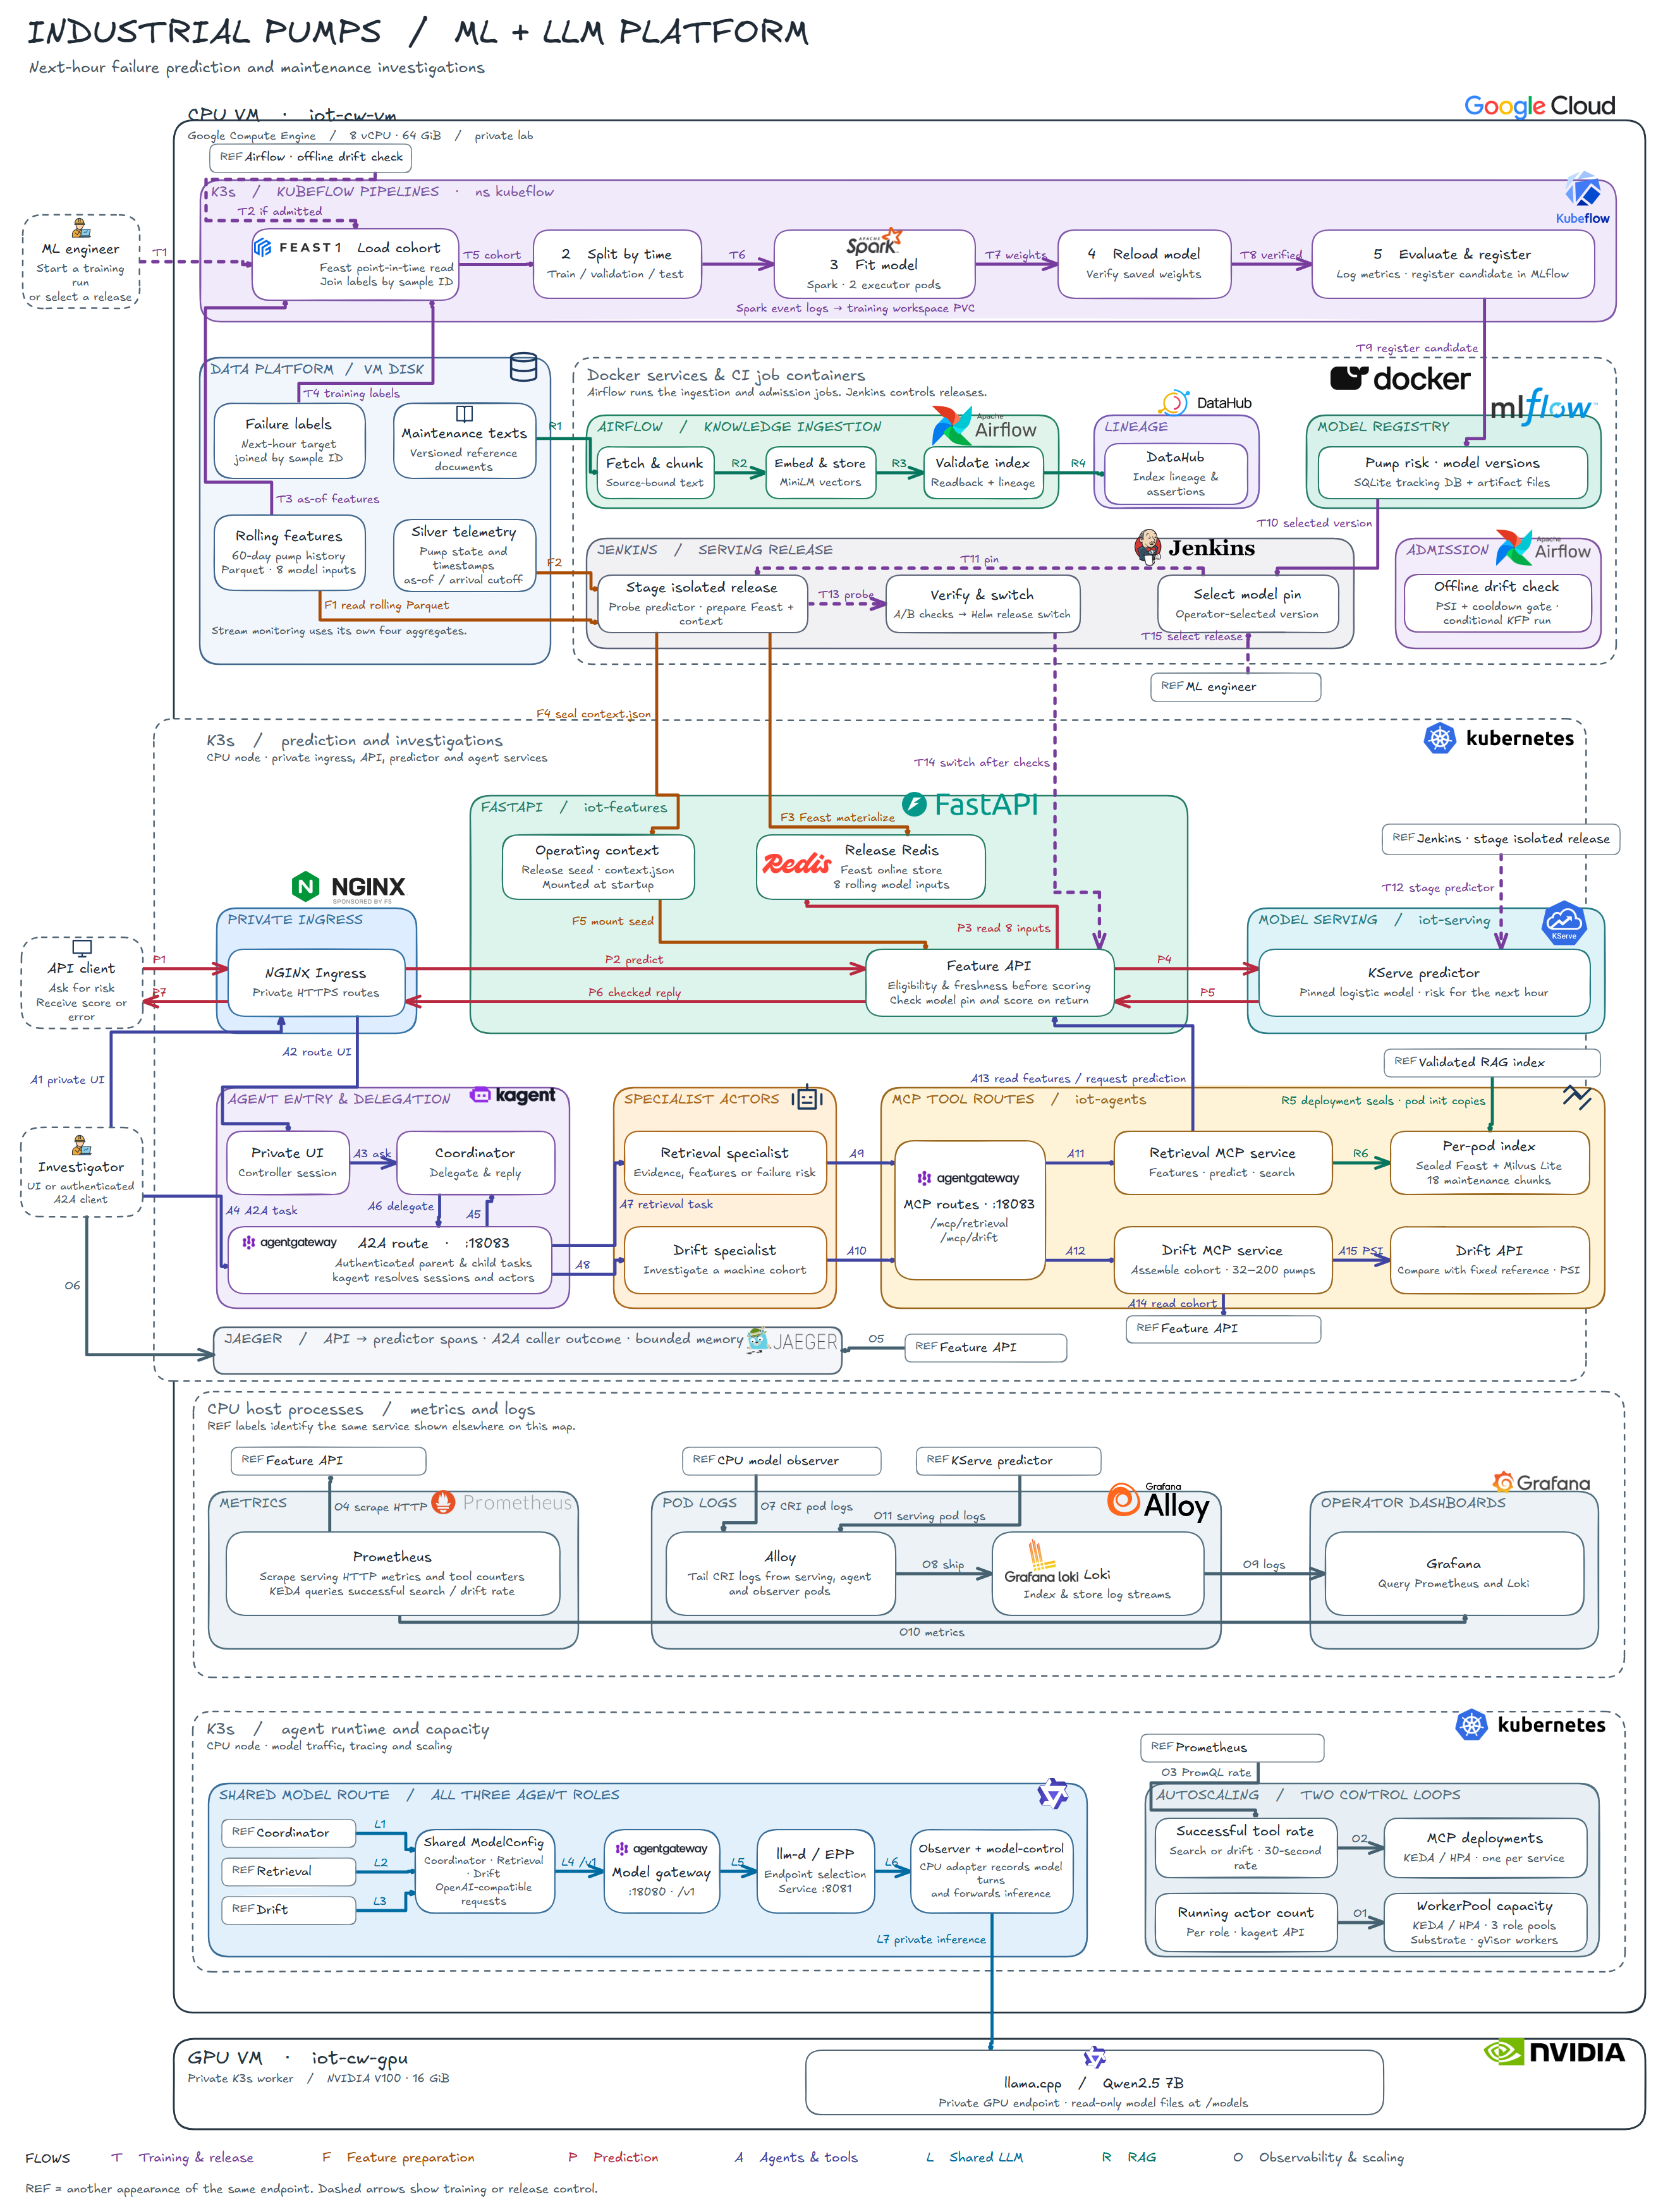 INDUSTRIAL PUMPS / ML + LLM PLATFORM
Next-hour failure prediction and maintenance investigations
CPU VM · iot-cw-vm
Google Cloud
Google Compute Engine / 8 vCPU · 64 GiB / private lab
REF Airflow · offline drift check
K3s / KUBEFLOW PIPELINES · ns kubeflow
Kubeflow
T2 if admitted
ML engineer
Start a training
run
or select a release
T1
FEAST
1 Load cohort
Feast point-in-time read
Join labels by sample ID
T5 cohort
2 Split by time
Train / validation / test
T6
APACHE
Spark
3 Fit model
Spark · 2 executor pods
T7 weights
4 Reload model
Verify saved weights
T8 verified
5 Evaluate & register
Log metrics · register candidate in MLflow
Spark event logs → training workspace PVC
T9 register candidate
DATA PLATFORM / VM DISK
T4 training labels
Failure labels
Next-hour target
joined by sample ID
Maintenance texts
Versioned reference
documents
R1
T3 as-of features
Rolling features
60-day pump history
Parquet · 8 model inputs
Silver telemetry
Pump state and
timestamps
as-of / arrival cutoff
F2
F1 read rolling Parquet
Stream monitoring uses its own four aggregates.
Docker services & CI job containers
Airflow runs the ingestion and admission jobs. Jenkins controls releases.
docker
AIRFLOW / KNOWLEDGE INGESTION
Apache
Airflow
Fetch & chunk
Source-bound text
R2
Embed & store
MiniLM vectors
R3
Validate index
Readback + lineage
R4
DataHub
LINEAGE
DataHub
Index lineage &
assertions
mlflow
MODEL REGISTRY
Pump risk · model versions
SQLite tracking DB + artifact files
T10 selected version
JENKINS / SERVING RELEASE
Jenkins
T11 pin
Stage isolated release
Probe predictor · prepare Feast +
context
T13 probe
Verify & switch
A/B checks → Helm release switch
Select model pin
Operator-selected version
T15 select release
ADMISSION
Apache
Airflow
Offline drift check
PSI + cooldown gate ·
conditional KFP run
REF ML engineer
F4 seal context.json
K3s / prediction and investigations
CPU node · private ingress, API, predictor and agent services
kubernetes
T14 switch after checks
FASTAPI / iot-features
FastAPI
F3 Feast materialize
Operating context
Release seed · context.json
Mounted at startup
Redis
Release Redis
Feast online store
8 rolling model inputs
REF Jenkins · stage isolated release
T12 stage predictor
NGINX
SPONSORED BY F5
PRIVATE INGRESS
F5 mount seed
P3 read 8 inputs
MODEL SERVING / iot-serving
KServe
API client
Ask for risk
Receive score or
error
P1
P7
NGINX Ingress
Private HTTPS routes
P2 predict
P6 checked reply
Feature API
Eligibility & freshness before scoring
Check model pin and score on return
P4
P5
KServe predictor
Pinned logistic model · risk for the next hour
A2 route UI
A1 private UI
REF Validated RAG index
A13 read features / request prediction
R5 deployment seals · pod init copies
AGENT ENTRY & DELEGATION
kagent
SPECIALIST ACTORS
MCP TOOL ROUTES / iot-agents
Investigator
UI or authenticated
A2A client
Private UI
Controller session
A3 ask
Coordinator
Delegate & reply
A4 A2A task
A6 delegate
A5
agentgateway
A2A route · :18083
Authenticated parent & child tasks
kagent resolves sessions and actors
Retrieval specialist
Evidence, features or failure risk
A7 retrieval task
A8
Drift specialist
Investigate a machine cohort
A9
A10
agentgateway
MCP routes · :18083
/mcp/retrieval
/mcp/drift
A11
A12
Retrieval MCP service
Features · predict · search
R6
Per-pod index
Sealed Feast + Milvus Lite
18 maintenance chunks
Drift MCP service
Assemble cohort · 32–200 pumps
A15 PSI
Drift API
Compare with fixed reference · PSI
A14 read cohort
REF Feature API
O6
JAEGER / API → predictor spans · A2A caller outcome · bounded memory
JAEGER
O5
REF Feature API
CPU host processes / metrics and logs
REF labels identify the same service shown elsewhere on this map.
REF Feature API
REF CPU model observer
REF KServe predictor
METRICS
O4 scrape HTTP
Prometheus
Prometheus
Scrape serving HTTP metrics and tool counters
KEDA queries successful search / drift rate
POD LOGS
O7 CRI pod logs
O11 serving pod logs
Grafana
Alloy
Alloy
Tail CRI logs from serving, agent
and observer pods
O8 ship
Grafana loki
Loki
Index & store log streams
O9 logs
Grafana
OPERATOR DASHBOARDS
Grafana
Query Prometheus and Loki
O10 metrics
K3s / agent runtime and capacity
CPU node · model traffic, tracing and scaling
kubernetes
REF Prometheus
O3 PromQL rate
SHARED MODEL ROUTE / ALL THREE AGENT ROLES
REF Coordinator
REF Retrieval
REF Drift
L1
L2
L3
Shared ModelConfig
Coordinator · Retrieval
· Drift
OpenAI-compatible
requests
L4 /v1
agentgateway
Model gateway
:18080 · /v1
L5
llm-d / EPP
Endpoint selection
Service :8081
L6
Observer + model-control
CPU adapter records model
turns
and forwards inference
L7 private inference
AUTOSCALING / TWO CONTROL LOOPS
Successful tool rate
Search or drift · 30-second
rate
O2
MCP deployments
KEDA / HPA · one per service
Running actor count
Per role · kagent API
O1
WorkerPool capacity
KEDA / HPA · 3 role pools
Substrate · gVisor workers
GPU VM · iot-cw-gpu
Private K3s worker / NVIDIA V100 · 16 GiB
NVIDIA
llama.cpp / Qwen2.5 7B
Private GPU endpoint · read-only model files at /models
FLOWS T Training & release F Feature preparation P Prediction A Agents & tools L Shared LLM R RAG O Observability & scaling
REF = another appearance of the same endpoint. Dashed arrows show training or release control.